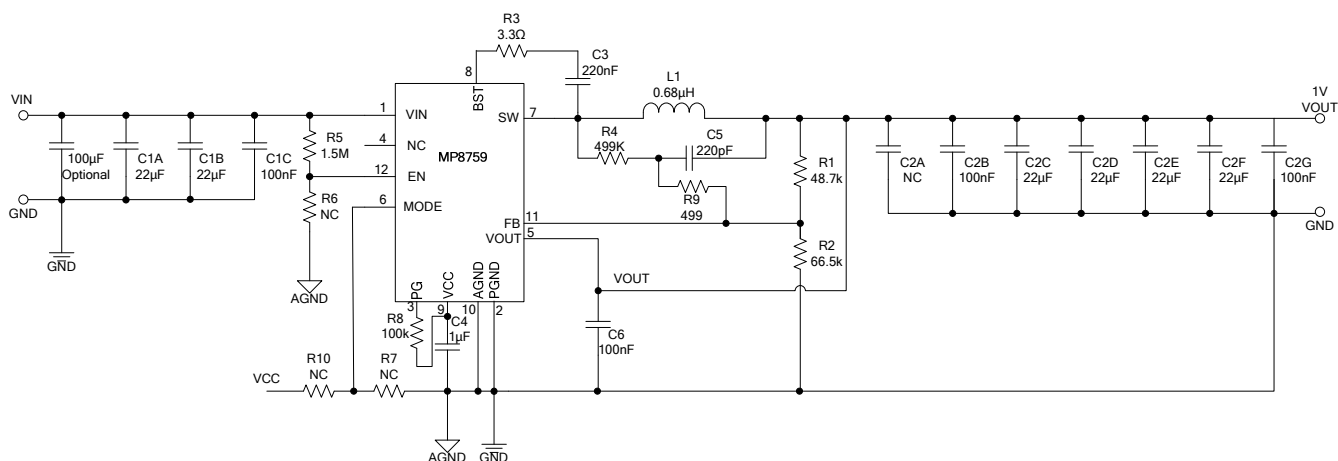 R3
3.3Ω
C3
220nF
8
BST
L1
0.68μH
1V
VOUT
VIN
1
VIN
SW
7
R5
1.5M
4
NC
MP8759
R4
499K
C5
220pF
100μF
Optional
C1A
22μF
C1B
22μF
C1C
100nF
12
EN
R1
48.7k
C2A
NC
C2B
100nF
C2C
22μF
C2D
22μF
C2E
22μF
C2F
22μF
C2G
100nF
R6
NC
6
MODE
R9
499
GND
FB
11
VOUT
5
GND
R2
66.5k
GND
AGND
PG
VCC
AGND
PGND
VOUT
3
9
10
2
R8
100k
C4
1μF
C6
100nF
R10
NC
R7
NC
VCC
AGND
GND